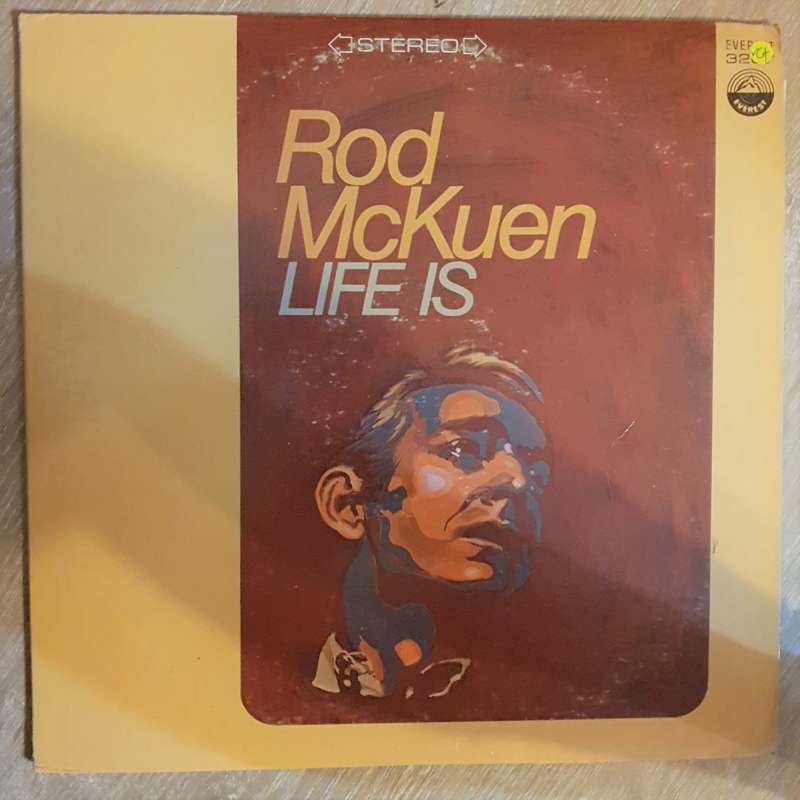 STEREO
Rod
McKuen
LIFE IS
EVEREST